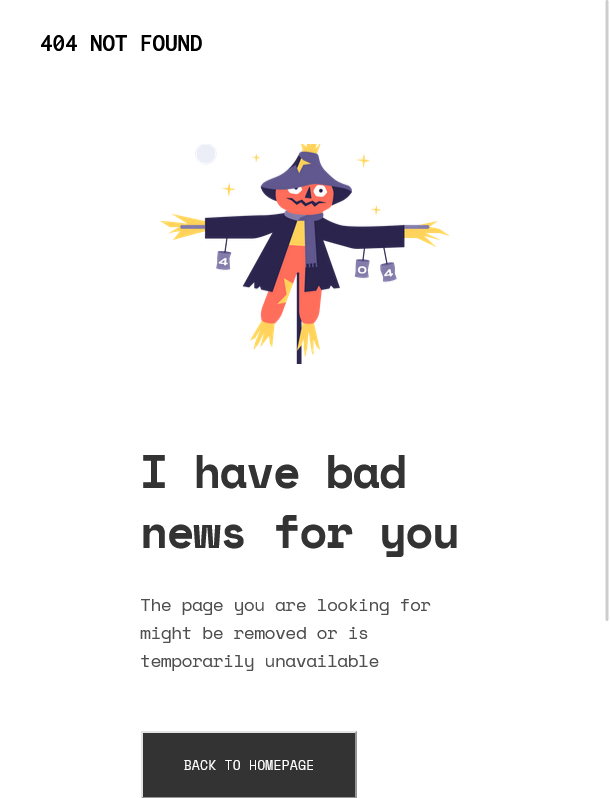 404 NOT FOUND
4
0
4
I have bad
news for you
The page you are looking for
might be removed or is
temporarily unavailable
BACK TO HOMEPAGE